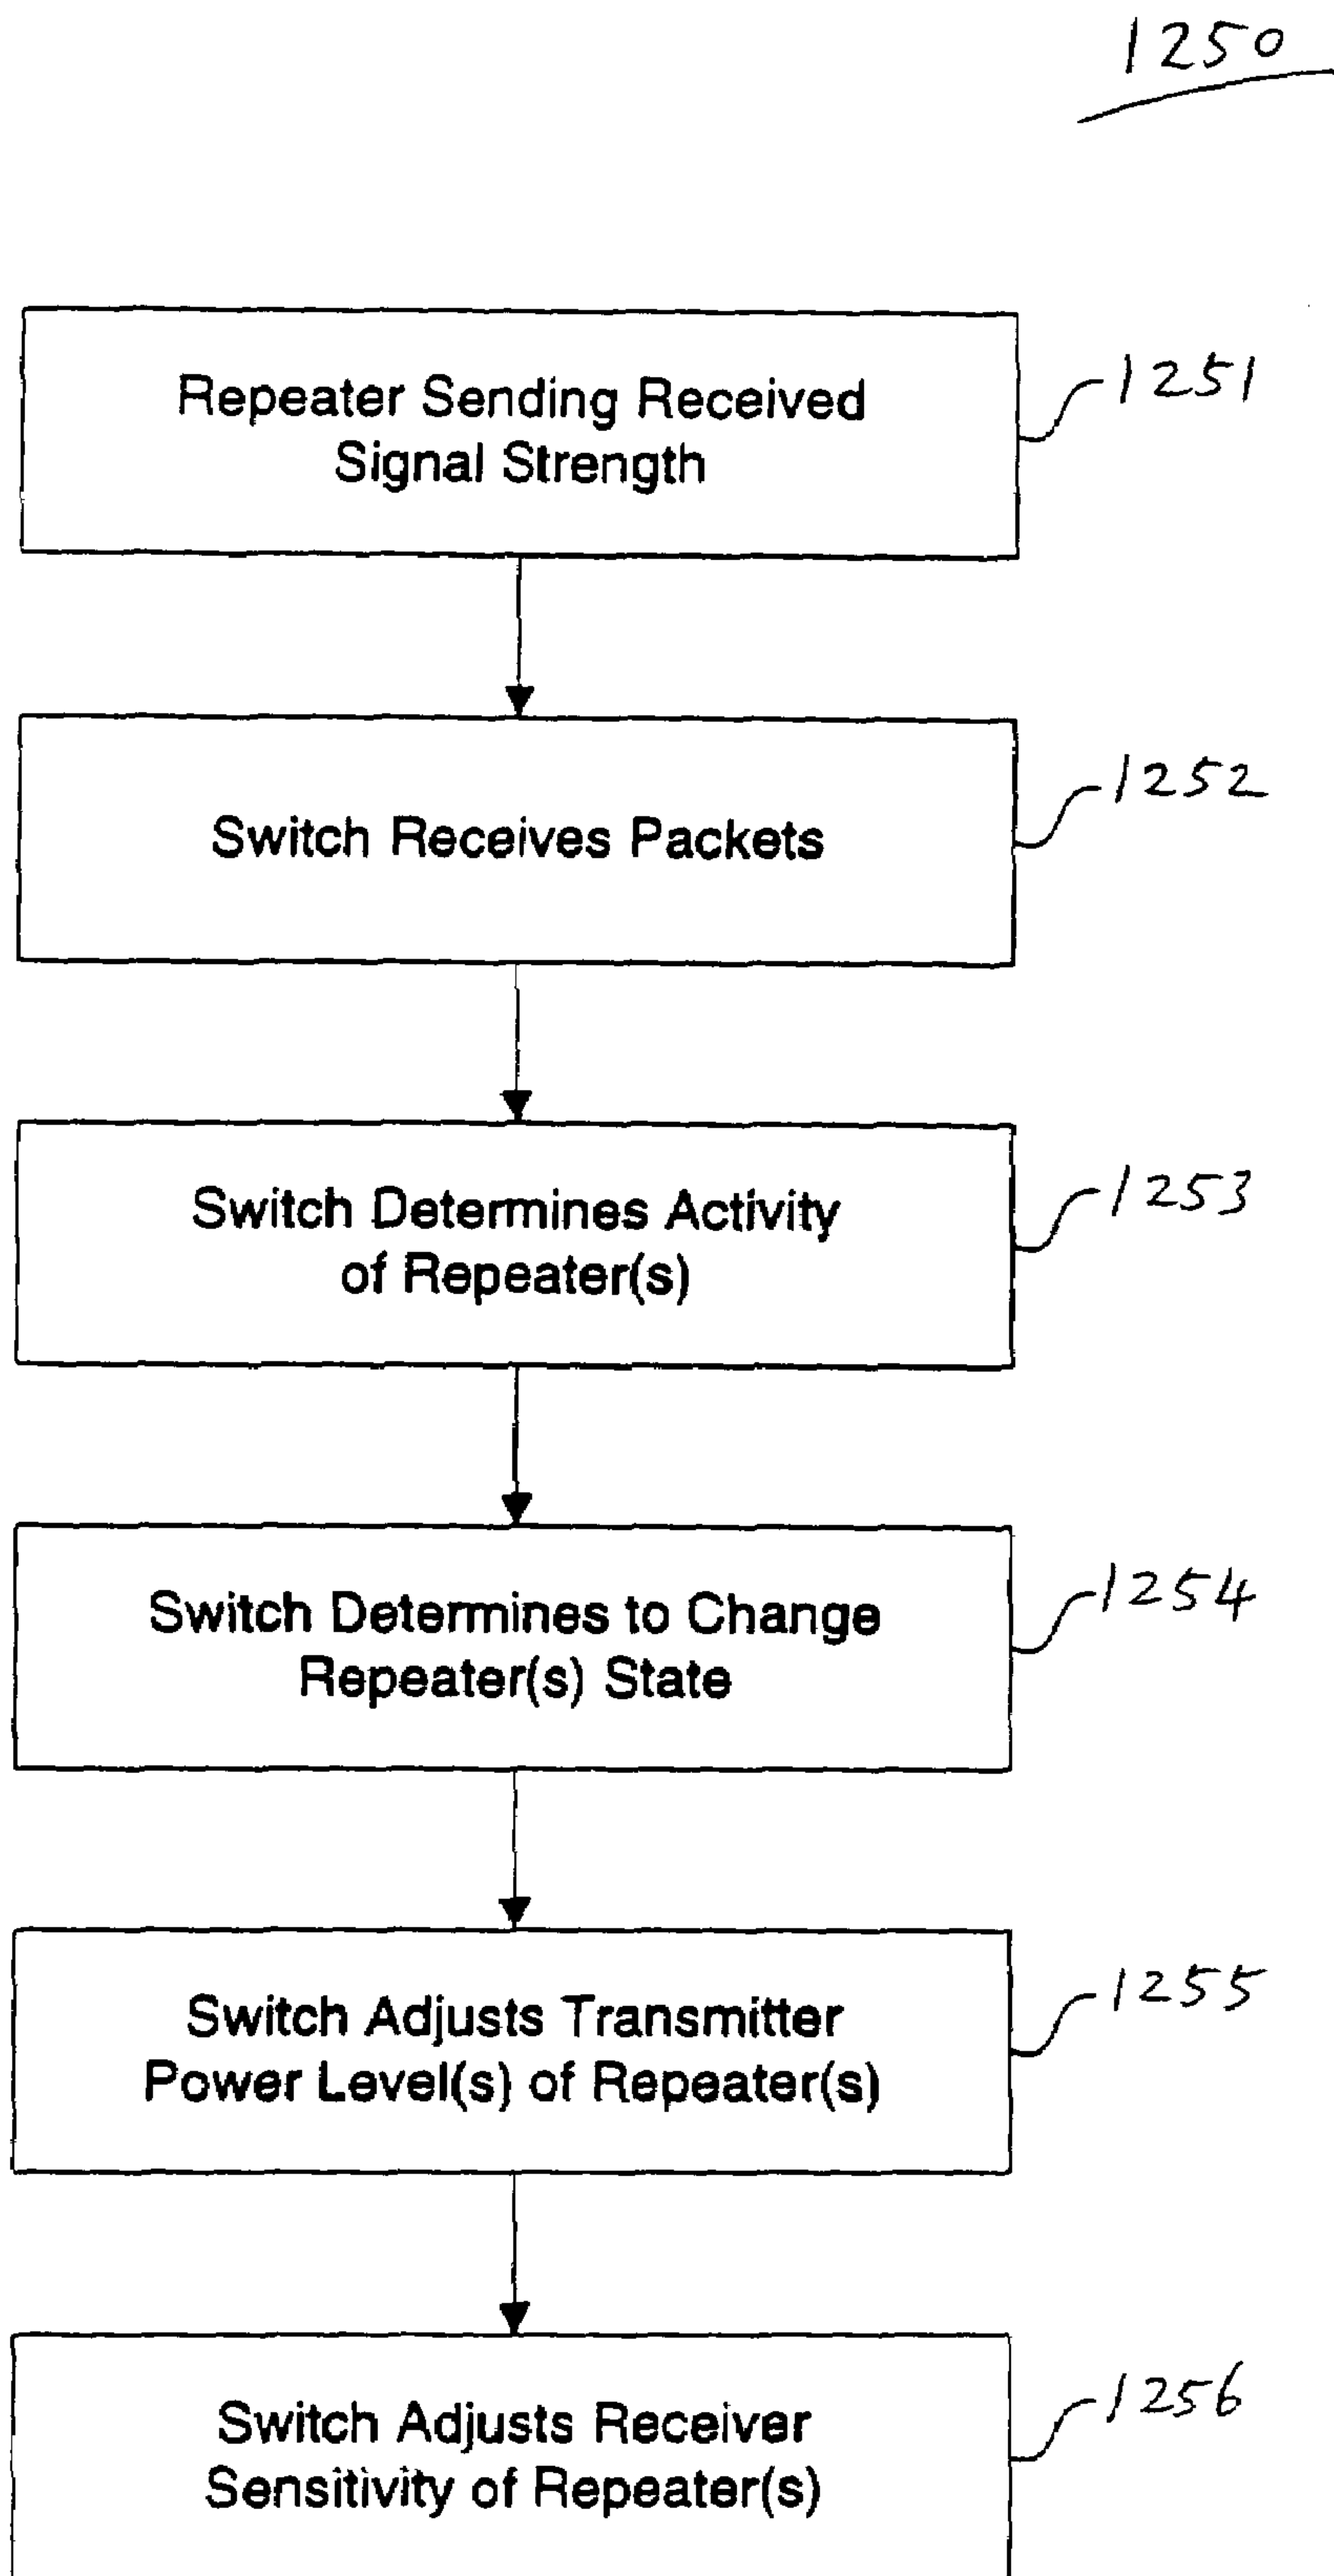 1250
Repeater Sending Received
Signal Strength
1251
Switch Receives Packets
1252
Switch Determines Activity
of Repeater(s)
1253
Switch Determines to Change
Repeater(s) State
1254
Switch Adjusts Transmitter
Power Level(s) of Repeater(s)
1255
Switch Adjusts Receiver
Sensitivity of Repeater(s)
1256